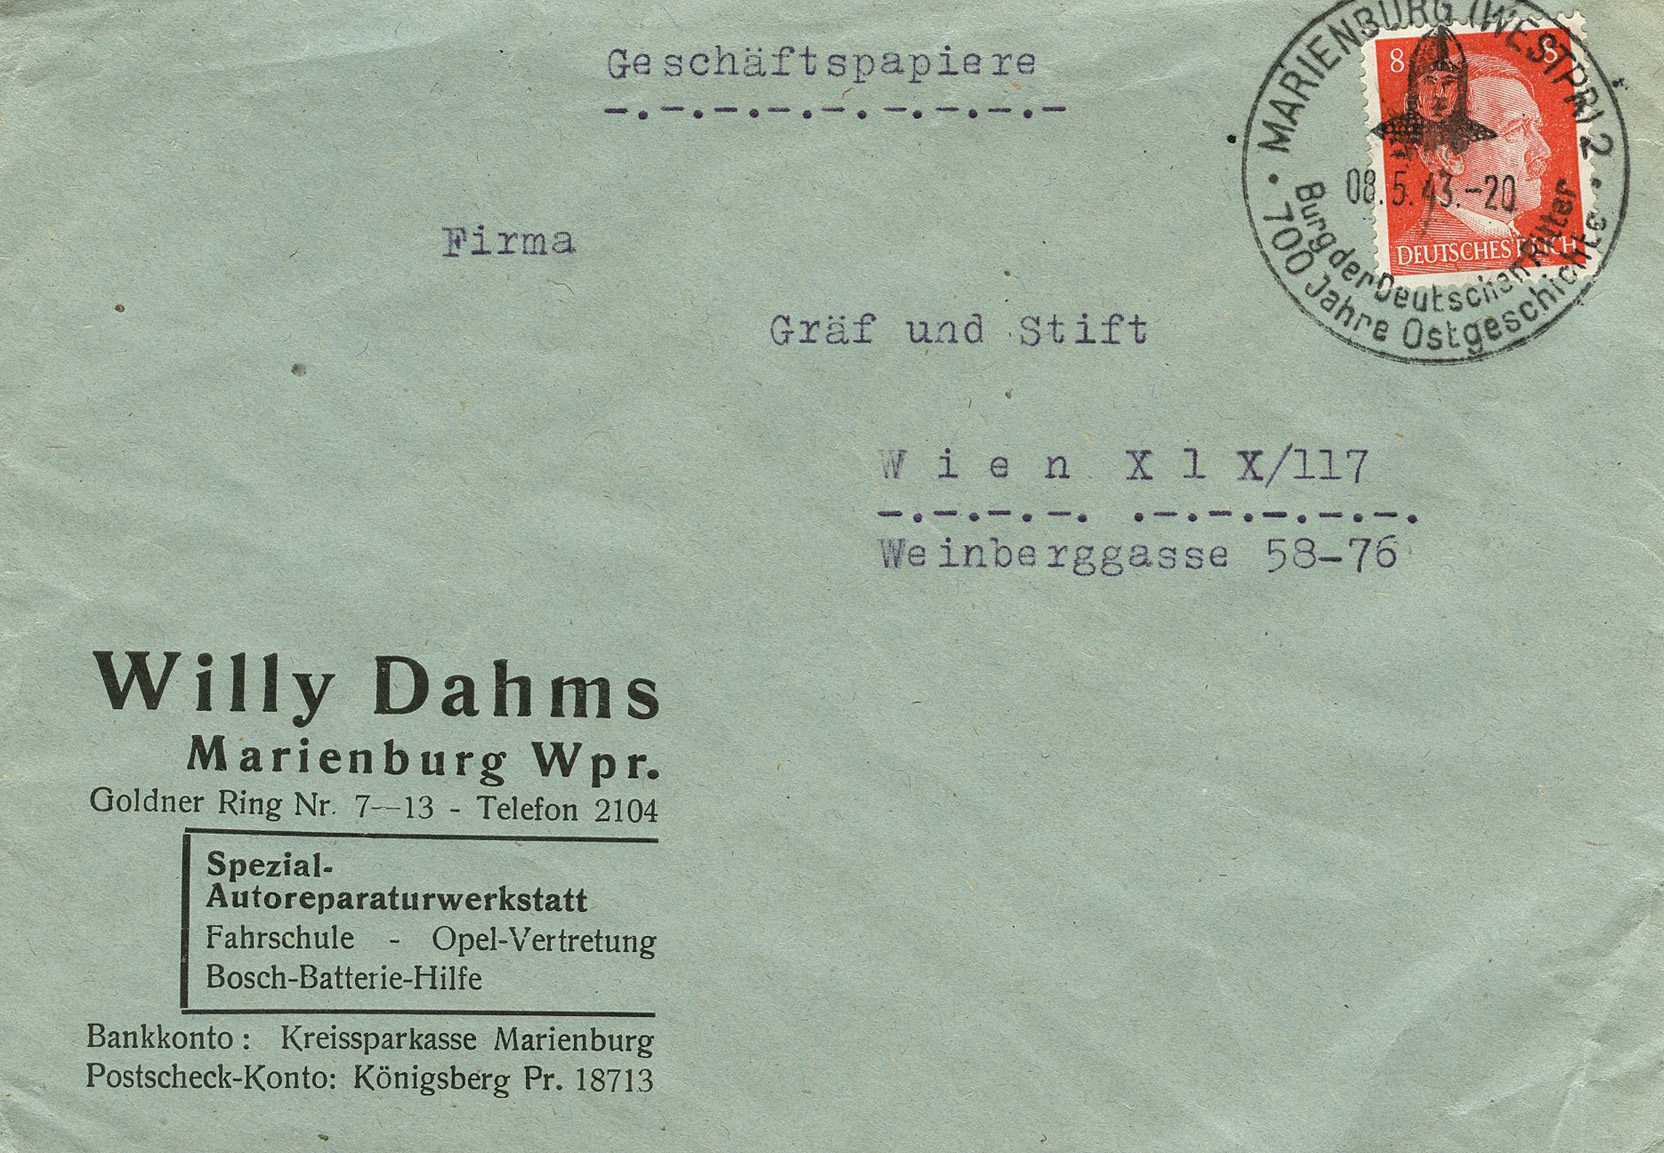 Geschäftspapiere
-.-.-.-.-.-.-.-.-
MARIENBURG (WESTPR) 2
8 8
08.5.43.-20
DEUTSCHES REICH
Burg der Deutschen Ritter
700 Jahre Ostgeschichte
Firma
Gräf und Stift
Wien X1X/117
-.-.-.-. .-.-.-.-.-.
Weinberggasse 58-76
Willy Dahms
Marienburg Wpr.
Goldner Ring Nr. 7—13 - Telefon 2104
Spezial-
Autoreparaturwerkstatt
Fahrschule - Opel-Vertretung
Bosch-Batterie-Hilfe
Bankkonto: Kreissparkasse Marienburg
Postscheck-Konto: Königsberg Pr. 18713